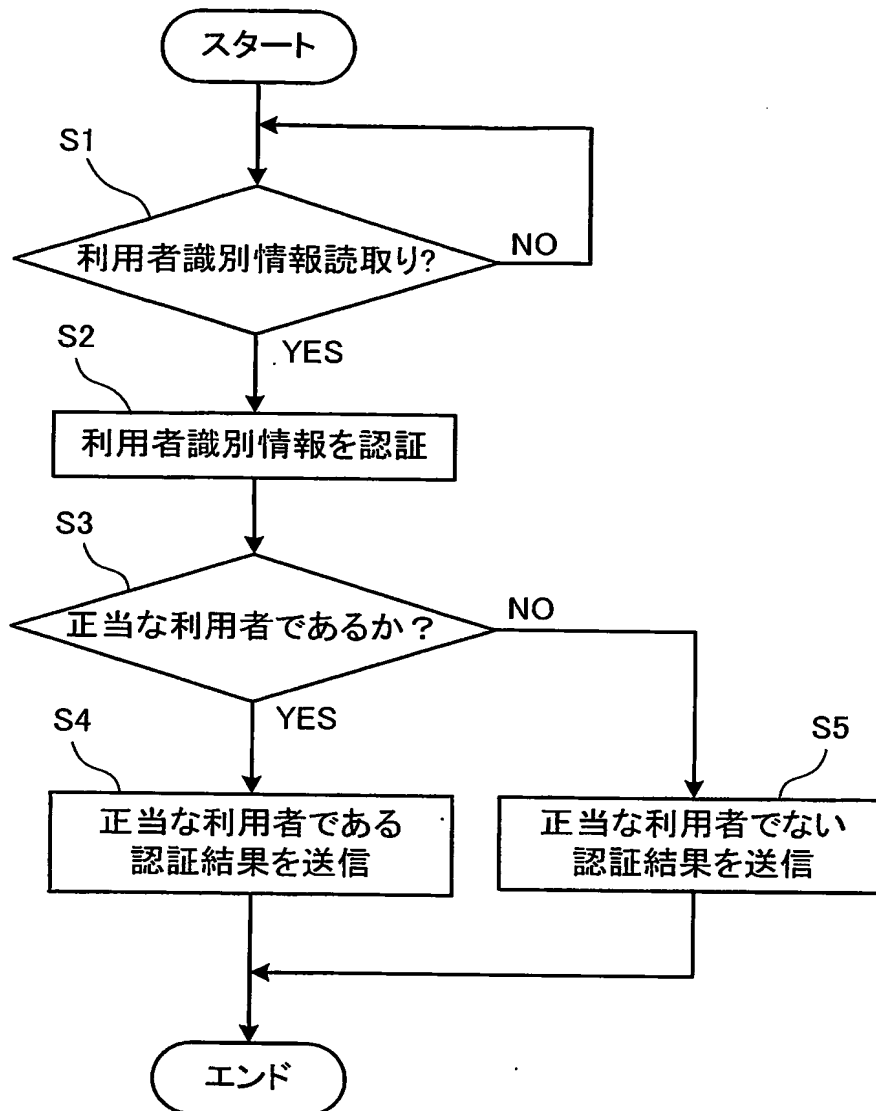 スタート
S1
利用者識別情報読取り?
NO
YES
S2
利用者識別情報を認証
S3
正当な利用者であるか?
NO
YES
S4
正当な利用者である
認証結果を送信
S5
正当な利用者でない
認証結果を送信
エンド